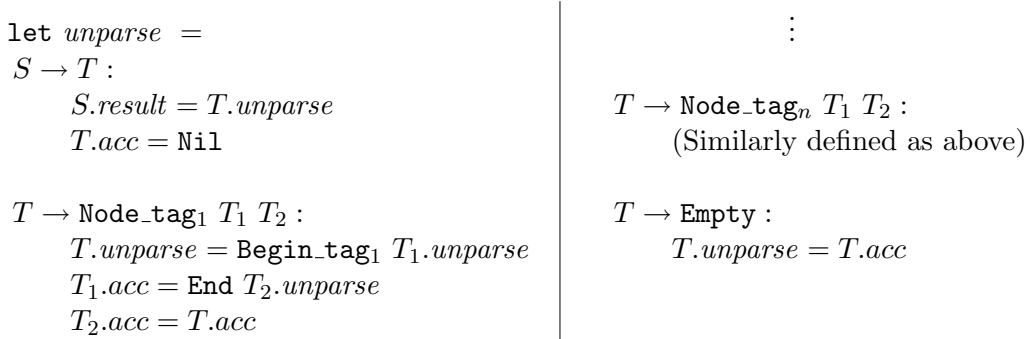 let unparse =
S → T :
S.result = T.unparse
T.acc = Nil
T → Node_tag₁ T₁ T₂ :
T.unparse = Begin_tag₁ T₁.unparse
T₁.acc = End T₂.unparse
T₂.acc = T.acc
⋮
T → Node_tagₙ T₁ T₂ :
(Similarly defined as above)
T → Empty :
T.unparse = T.acc